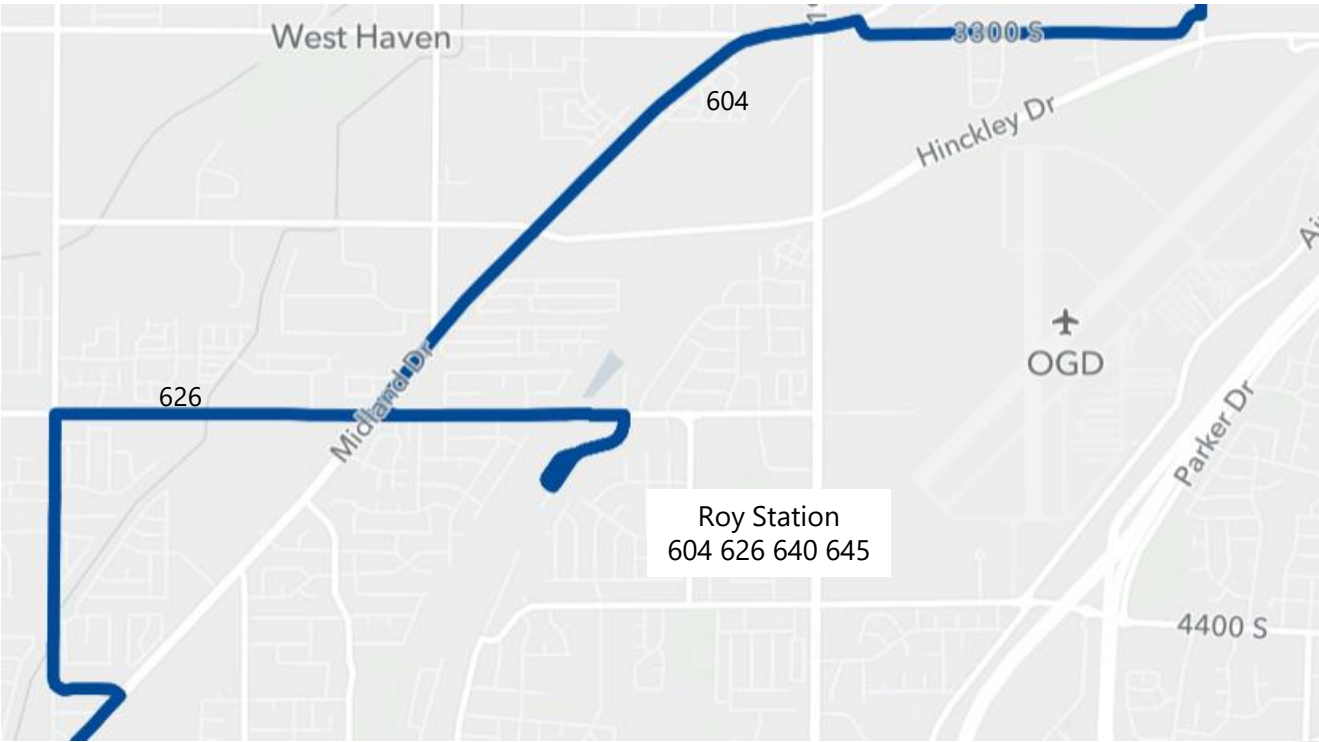 West Haven
3300 S
604
Hinckley Dr
OGD
Midland Dr
626
Parker Dr
Roy Station
604 626 640 645
4400 S